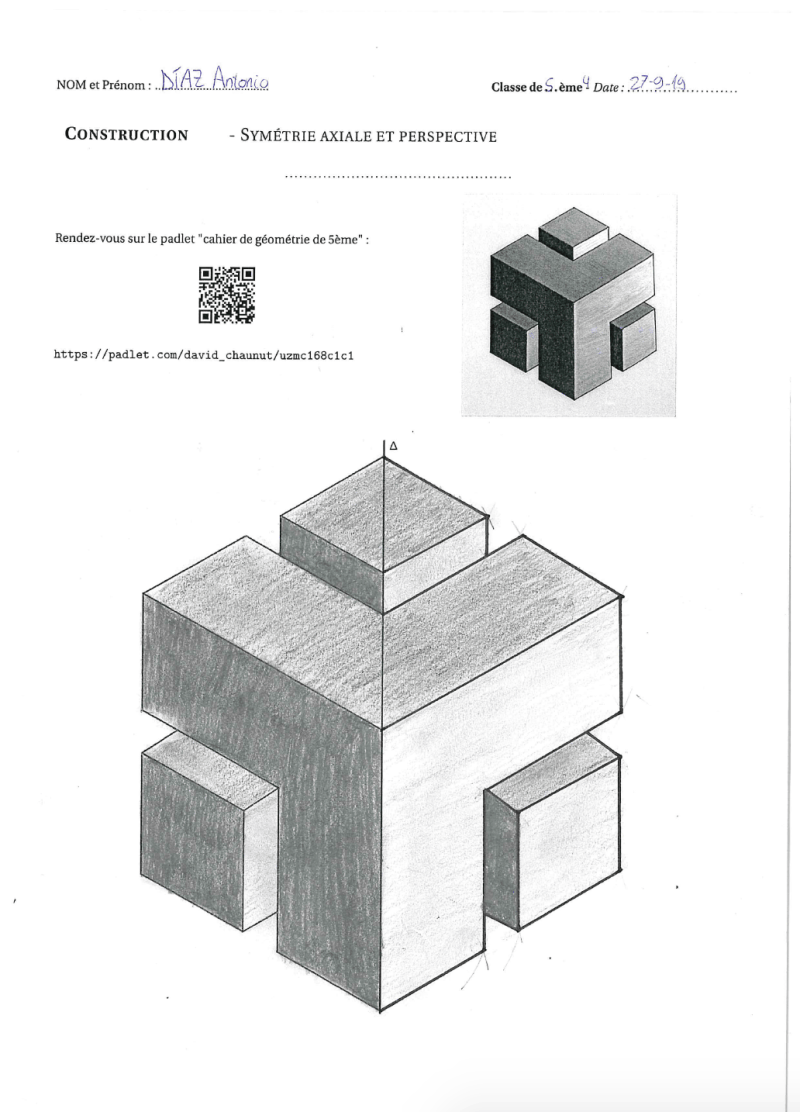 NOM et Prénom : DÍAZ Antonio
Classe de 5.ème 4 Date : 27-9-19
CONSTRUCTION - SYMÉTRIE AXIALE ET PERSPECTIVE
Rendez-vous sur le padlet "cahier de géométrie de 5ème" :
https://padlet.com/david_chaunut/uzmc168c1c1
Δ